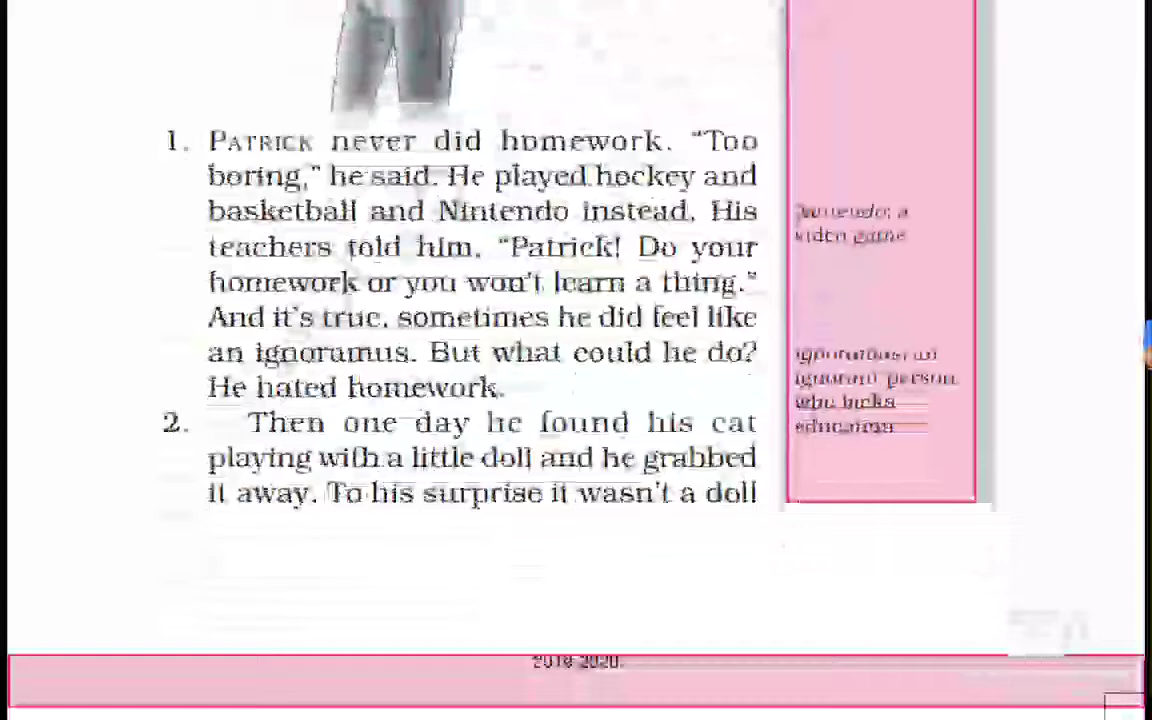 1. PATRICK never did homework. “Too
boring,” he said. He played hockey and
basketball and Nintendo instead. His
teachers told him, “Patrick! Do your
homework or you won't learn a thing.”
And it's true, sometimes he did feel like
an ignoramus. But what could he do?
He hated homework.
2. Then one day he found his cat
playing with a little doll and he grabbed
it away. To his surprise it wasn't a doll
Nintendo: a
video game
ignoramus: an
ignorant person
who lacks
education
2019-2020